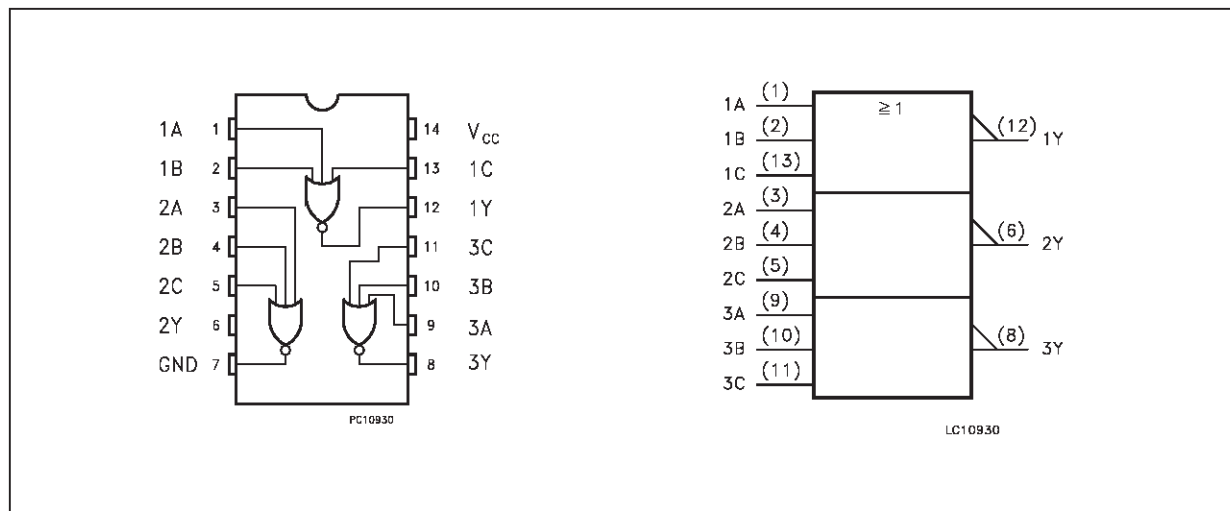 1A 1 14 VCC
1B 2 13 1C
2A 3 12 1Y
2B 4 11 3C
2C 5 10 3B
2Y 6 9 3A
GND 7 8 3Y
PC10930
≧1
1A (1)
1B (2)
1C (13)
2A (3)
2B (4)
2C (5)
3A (9)
3B (10)
3C (11)
(12) 1Y
(6) 2Y
(8) 3Y
LC10930